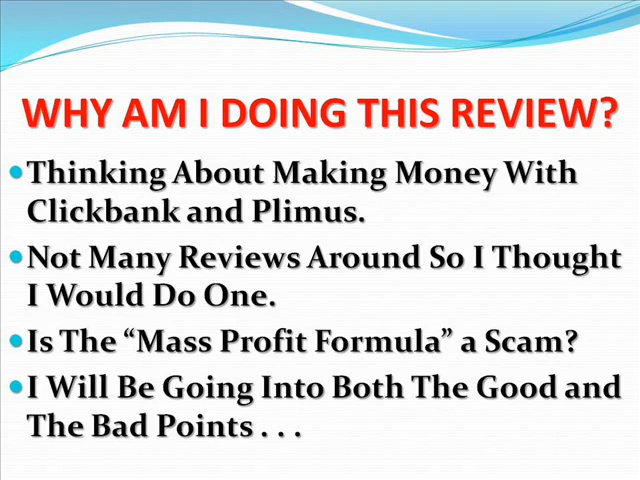 WHY AM I DOING THIS REVIEW?
Thinking About Making Money With
Clickbank and Plimus.
Not Many Reviews Around So I Thought
I Would Do One.
Is The “Mass Profit Formula” a Scam?
I Will Be Going Into Both The Good and
The Bad Points . . .